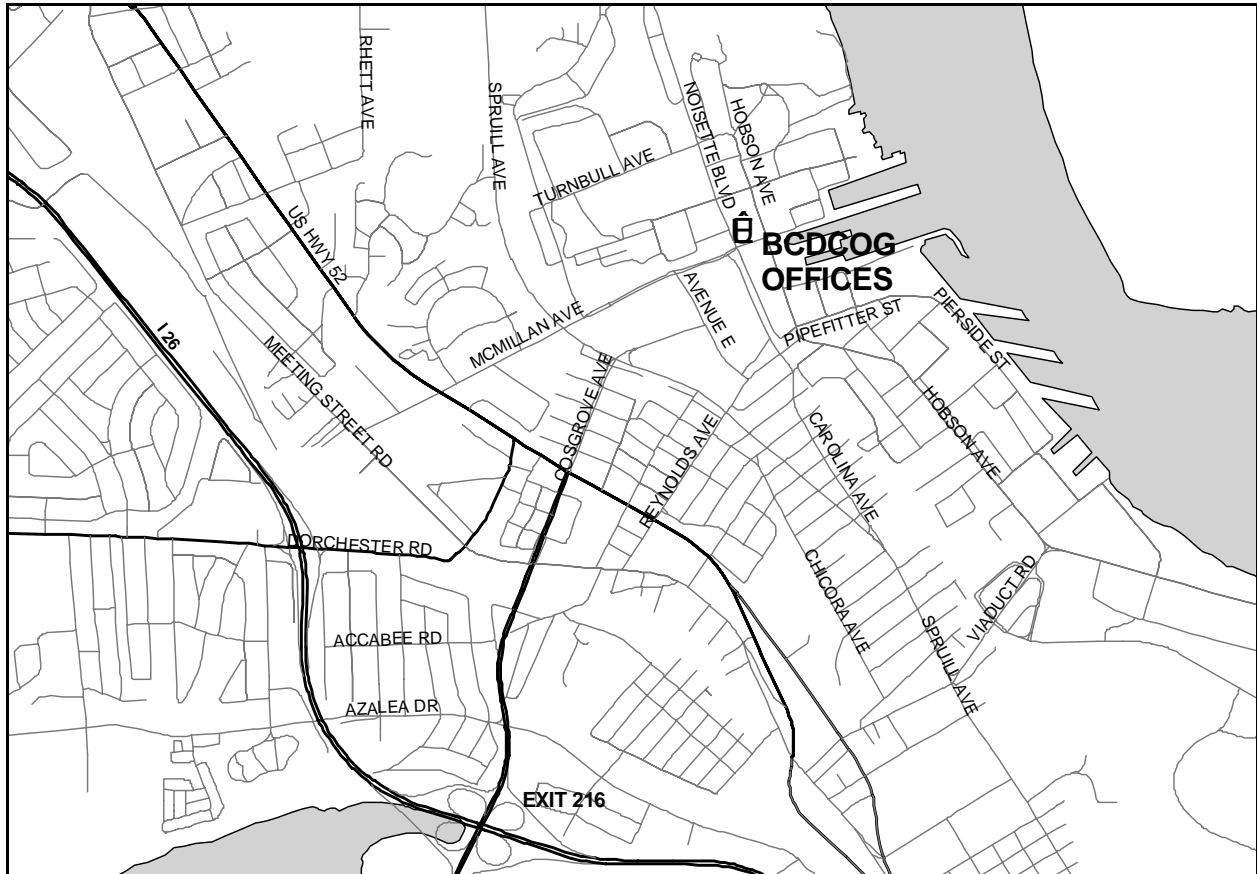 RHETT AVE
SPRUILL AVE
NOISETTE BLVD
HOBSON AVE
TURNBULL AVE
US HWY 52
BCDCOG
OFFICES
AVENUE E
PIERSIDE ST
PIPEFITTER ST
I 26
MCMILLAN AVE
MEETING STREET RD
COSGROVE AVE
HOBSON AVE
CAROLINA AVE
REYNOLDS AVE
DORCHESTER RD
CHICORA AVE
VIADUCT RD
ACCABEE RD
SPRUILL AVE
AZALEA DR
EXIT 216